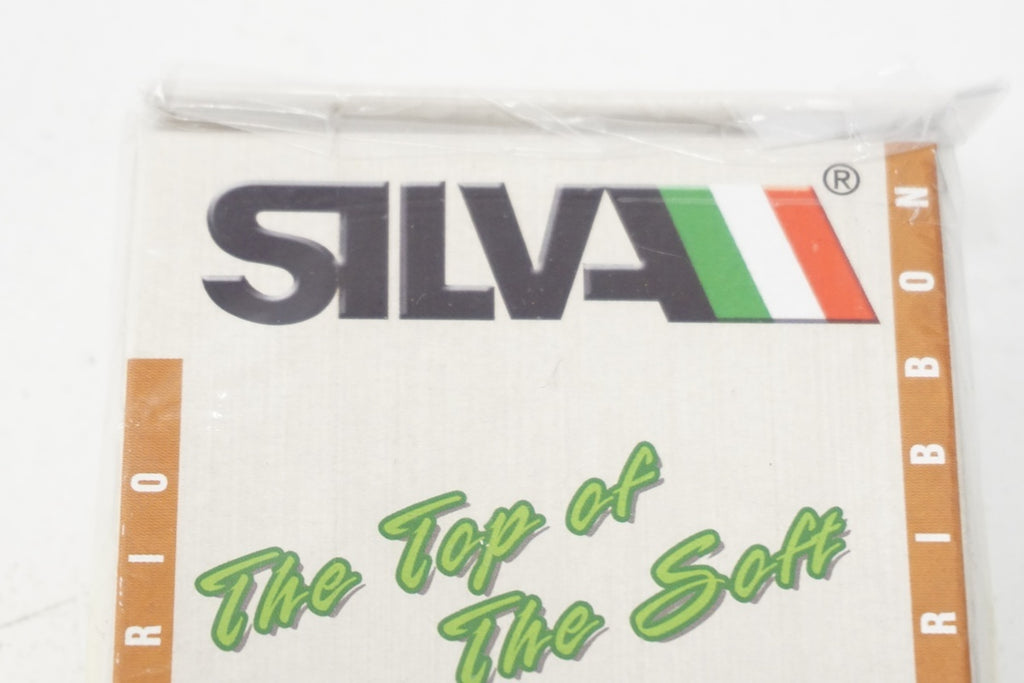 SILVA®
RIBBON
RIO
The Top of
The Soft